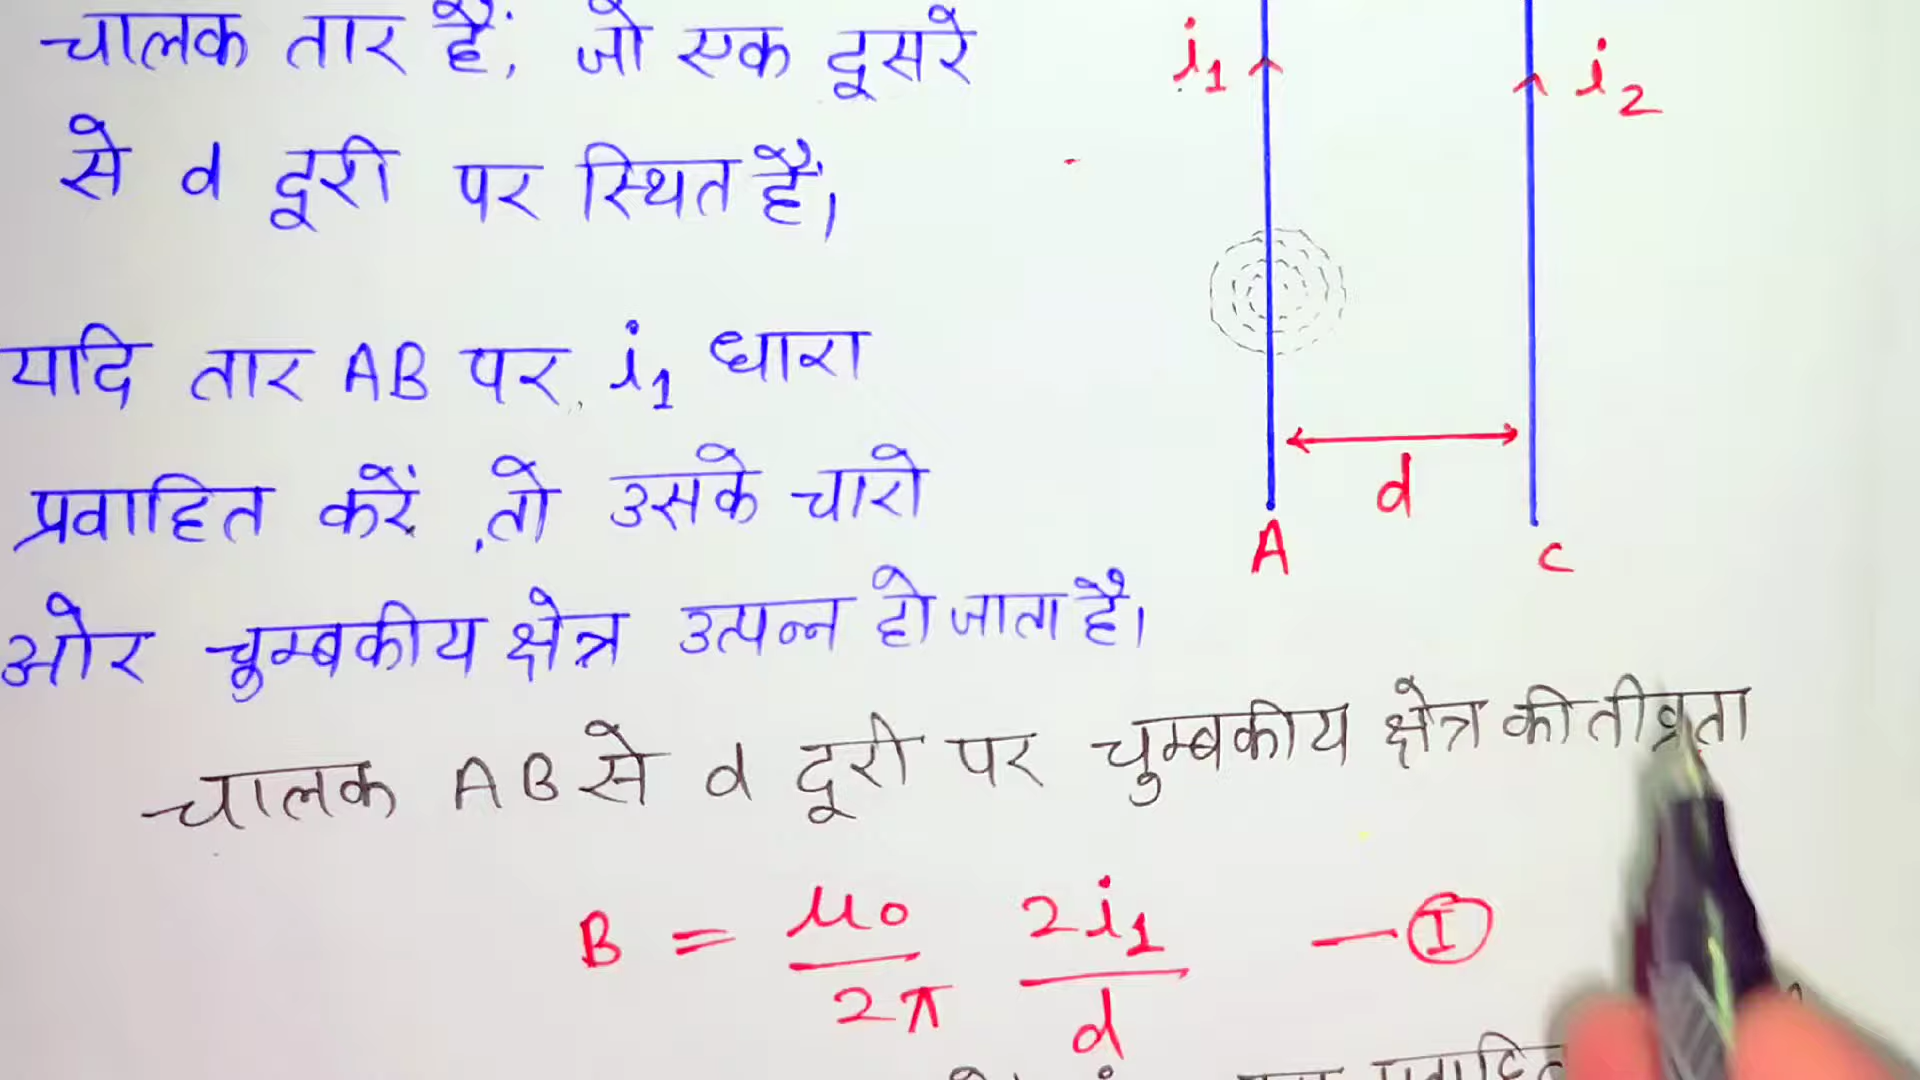 चालक तार हैं, जो एक दूसरे
से d दूरी पर स्थित हैं।
यदि तार AB पर i1 धारा
प्रवाहित करें, तो उसके चारो
ओर चुम्बकीय क्षेत्र उत्पन्न हो जाता है।
i1
i2
d
A
C
चालक AB से d दूरी पर चुम्बकीय क्षेत्र की तीव्रता
B = μ0/2π 2i1/d —(I)